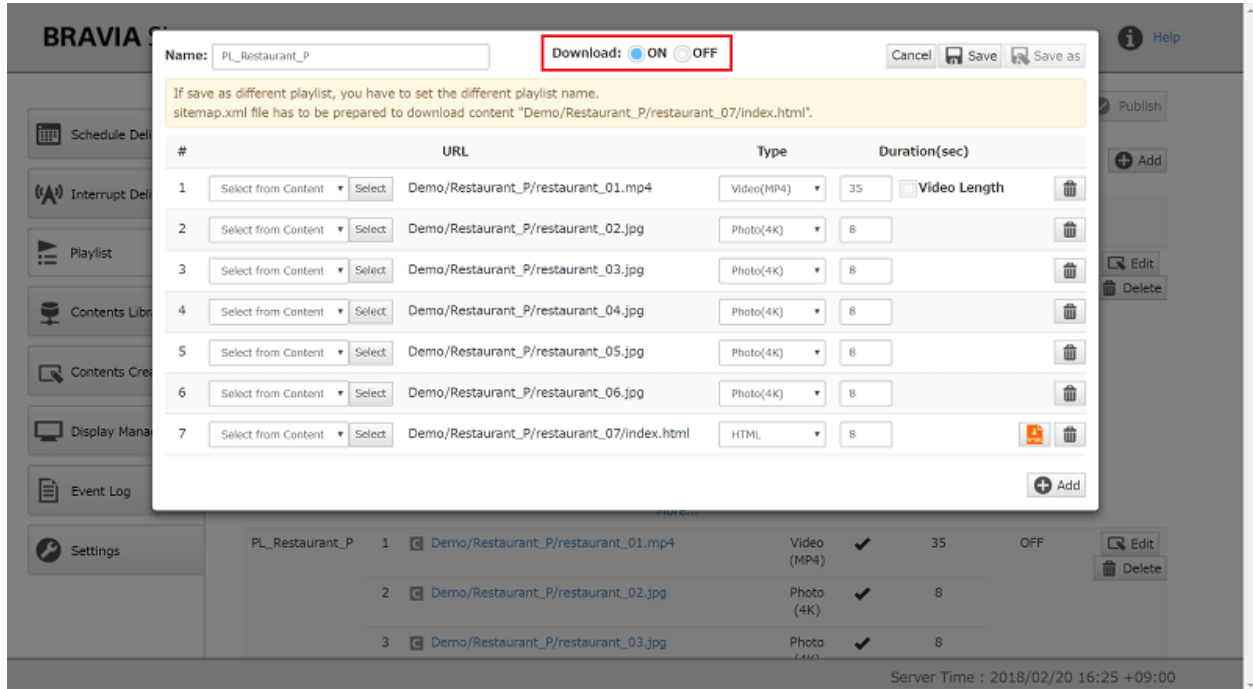 BRAVIA
Help
Name: PL_Restaurant_P Download: ON OFF Cancel Save Save as
If save as different playlist, you have to set the different playlist name.
sitemap.xml file has to be prepared to download content "Demo/Restaurant_P/restaurant_07/index.html".
Publish
Add
Schedule Deli
Interrupt Deli
Playlist
Contents Libr
Contents Crea
Display Mana
Event Log
Settings
# URL Type Duration(sec)
1 Select from Content Select Demo/Restaurant_P/restaurant_01.mp4 Video(MP4) 35 Video Length
2 Select from Content Select Demo/Restaurant_P/restaurant_02.jpg Photo(4K) 8
3 Select from Content Select Demo/Restaurant_P/restaurant_03.jpg Photo(4K) 8
4 Select from Content Select Demo/Restaurant_P/restaurant_04.jpg Photo(4K) 8
5 Select from Content Select Demo/Restaurant_P/restaurant_05.jpg Photo(4K) 8
6 Select from Content Select Demo/Restaurant_P/restaurant_06.jpg Photo(4K) 8
7 Select from Content Select Demo/Restaurant_P/restaurant_07/index.html HTML 8
Add
Edit
Delete
More...
PL_Restaurant_P 1 Demo/Restaurant_P/restaurant_01.mp4 Video 35 OFF Edit
(MP4) Delete
2 Demo/Restaurant_P/restaurant_02.jpg Photo 8
(4K)
3 Demo/Restaurant_P/restaurant_03.jpg Photo 8
Server Time : 2018/02/20 16:25 +09:00